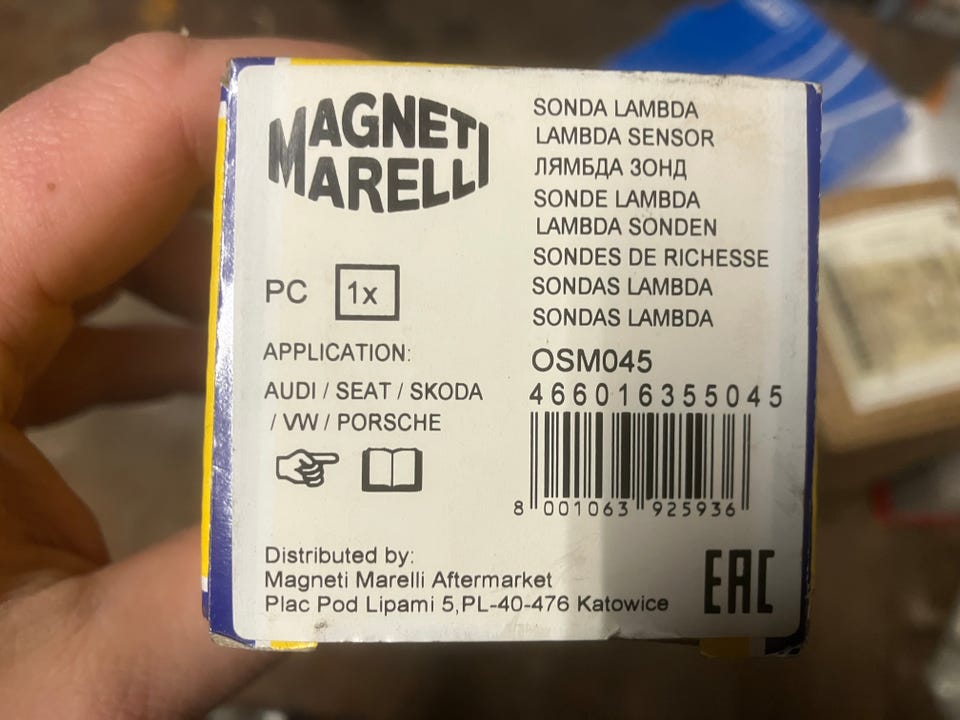 MAGNETI
MARELLI
PC 1x
APPLICATION:
AUDI / SEAT / SKODA
/ VW / PORSCHE
SONDA LAMBDA
LAMBDA SENSOR
ЛЯМБДА ЗОНД
SONDE LAMBDA
LAMBDA SONDEN
SONDES DE RICHESSE
SONDAS LAMBDA
SONDAS LAMBDA
OSM045
466016355045
8 001063 925936
Distributed by:
Magneti Marelli Aftermarket
Plac Pod Lipami 5,PL-40-476 Katowice
EAC